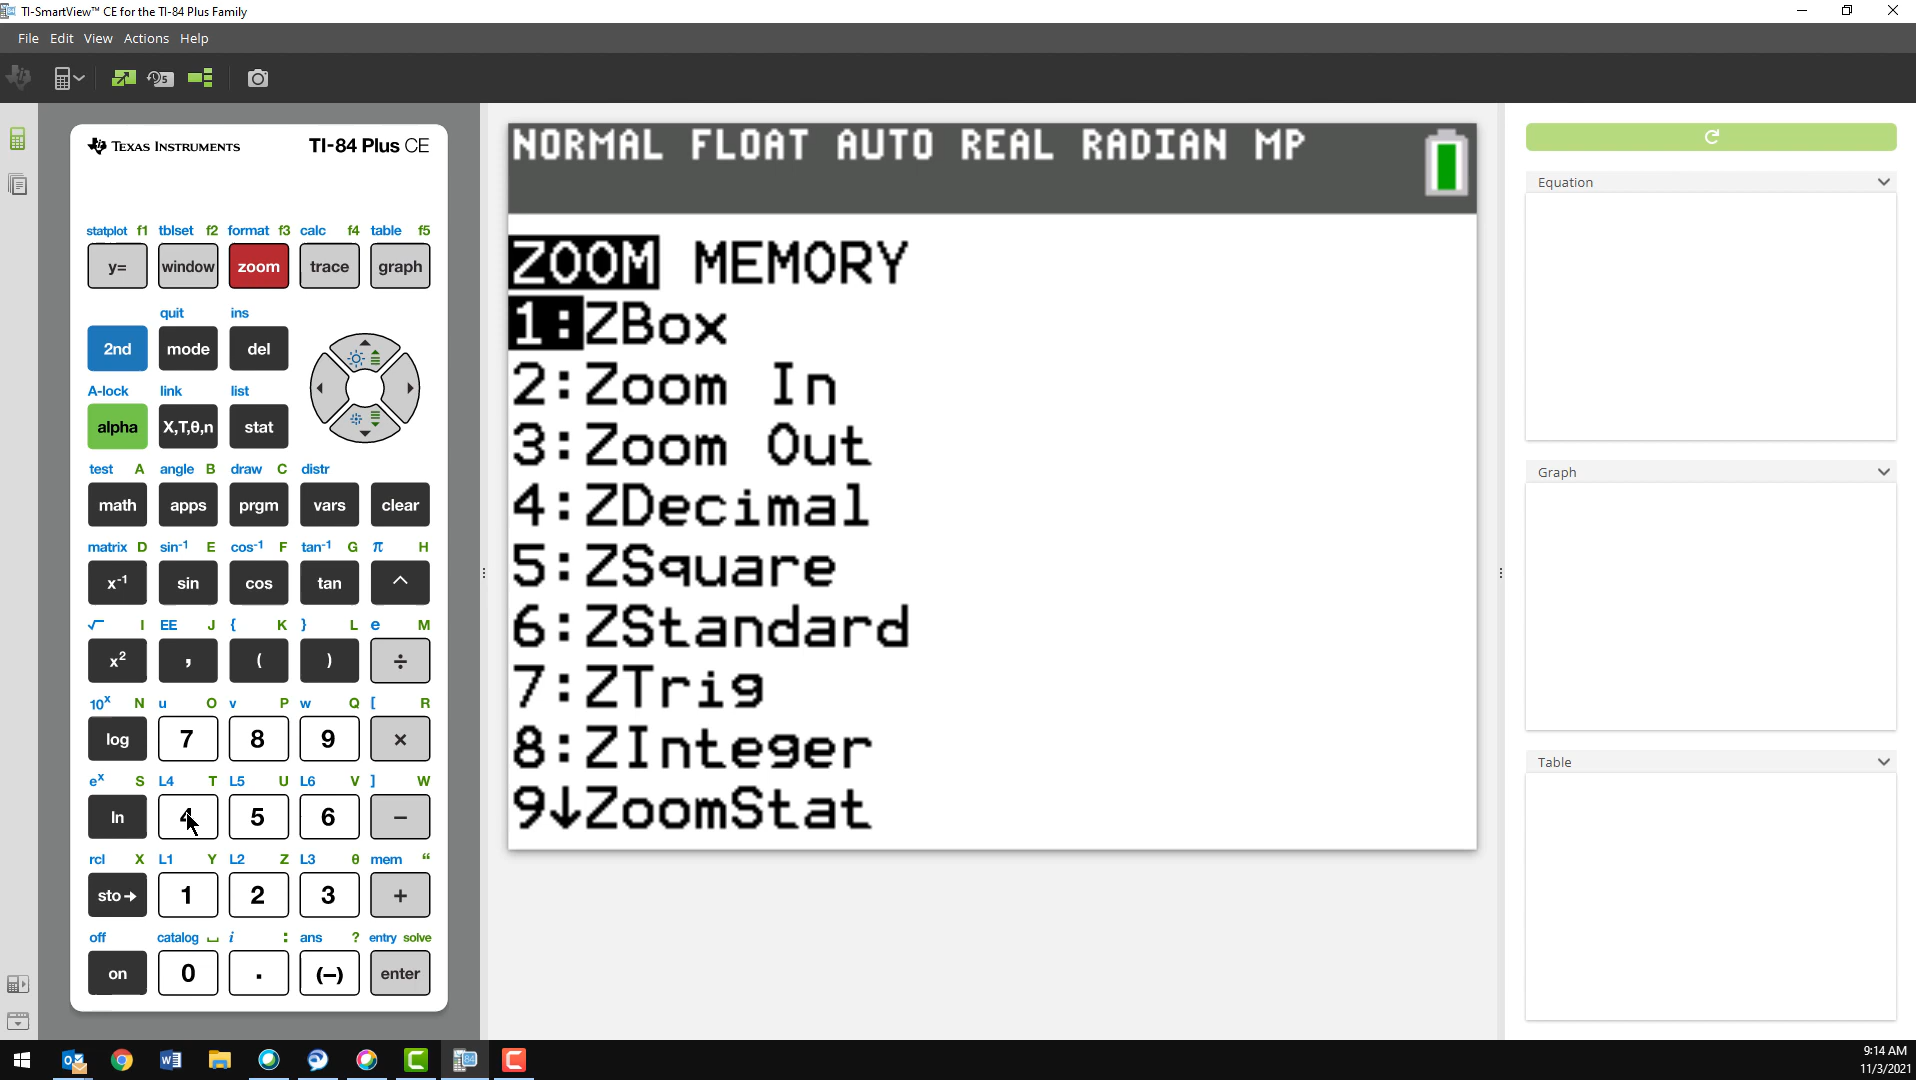 TI-SmartView™ CE for the TI-84 Plus Family
File Edit View Actions Help
TEXAS INSTRUMENTS TI-84 Plus CE
statplot f1 tblset f2 format f3 calc f4 table f5
y= window zoom trace graph
quit ins
2nd mode del
A-lock link list
alpha X,T,θ,n stat
test A angle B draw C distr
math apps prgm vars clear
matrix D sin-1 E cos-1 F tan-1 G π H
x-1 sin cos tan ^
√ I EE J { K } L e M
x2 , ( ) ÷
10x N u O v P w Q [ R
log 7 8 9 ×
ex S L4 T L5 U L6 V ] W
ln 4 5 6 −
rcl X L1 Y L2 Z L3 θ mem “
sto→ 1 2 3 +
off catalog ⎵ i : ans ? entry solve
on 0 . (–) enter
NORMAL FLOAT AUTO REAL RADIAN MP
ZOOM MEMORY
1:ZBox
2:Zoom In
3:Zoom Out
4:ZDecimal
5:ZSquare
6:ZStandard
7:ZTrig
8:ZInteger
9↓ZoomStat
Equation
Graph
Table
9:14 AM
11/3/2021